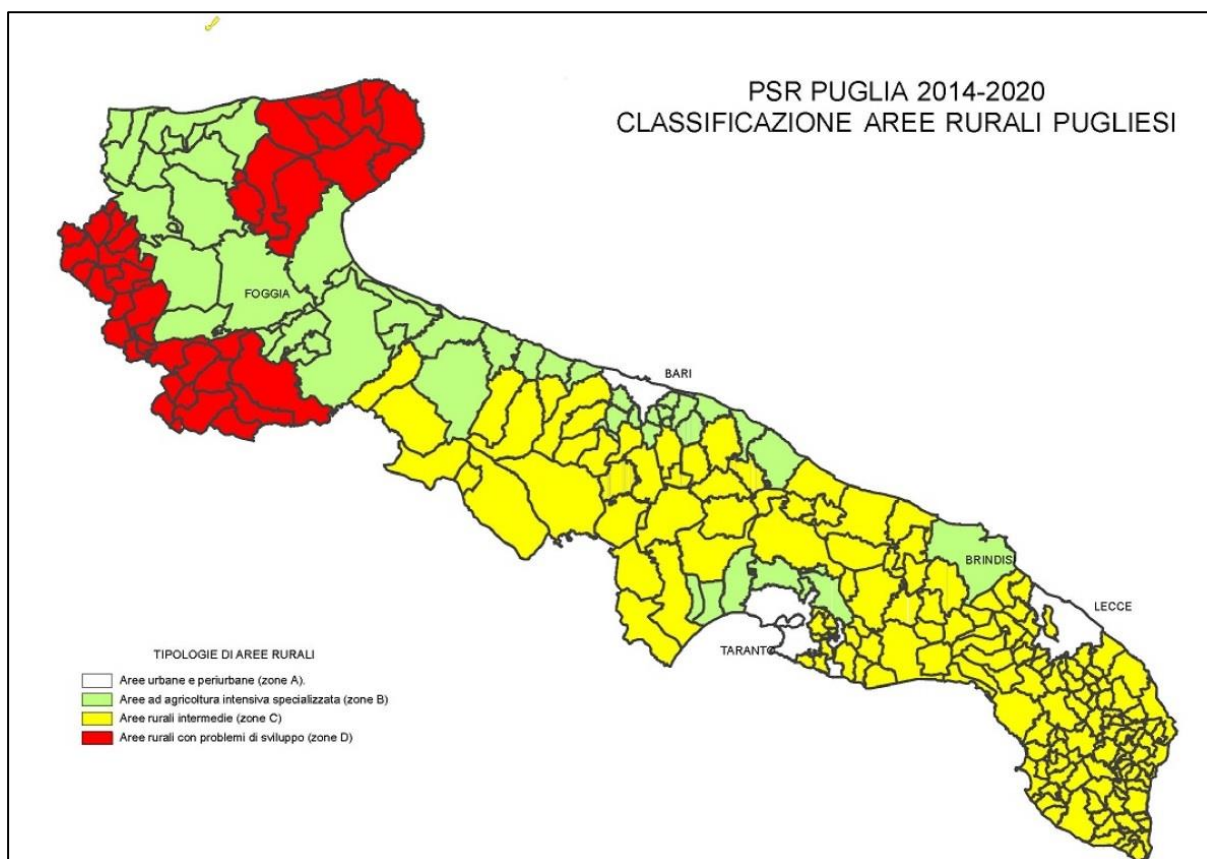 PSR PUGLIA 2014-2020
CLASSIFICAZIONE AREE RURALI PUGLIESI
FOGGIA
BARI
BRINDISI
LECCE
TARANTO
TIPOLOGIE DI AREE RURALI
Aree urbane e periurbane (zone A).
Aree ad agricoltura intensiva specializzata (zone B)
Aree rurali intermedie (zone C)
Aree rurali con problemi di sviluppo (zone D)